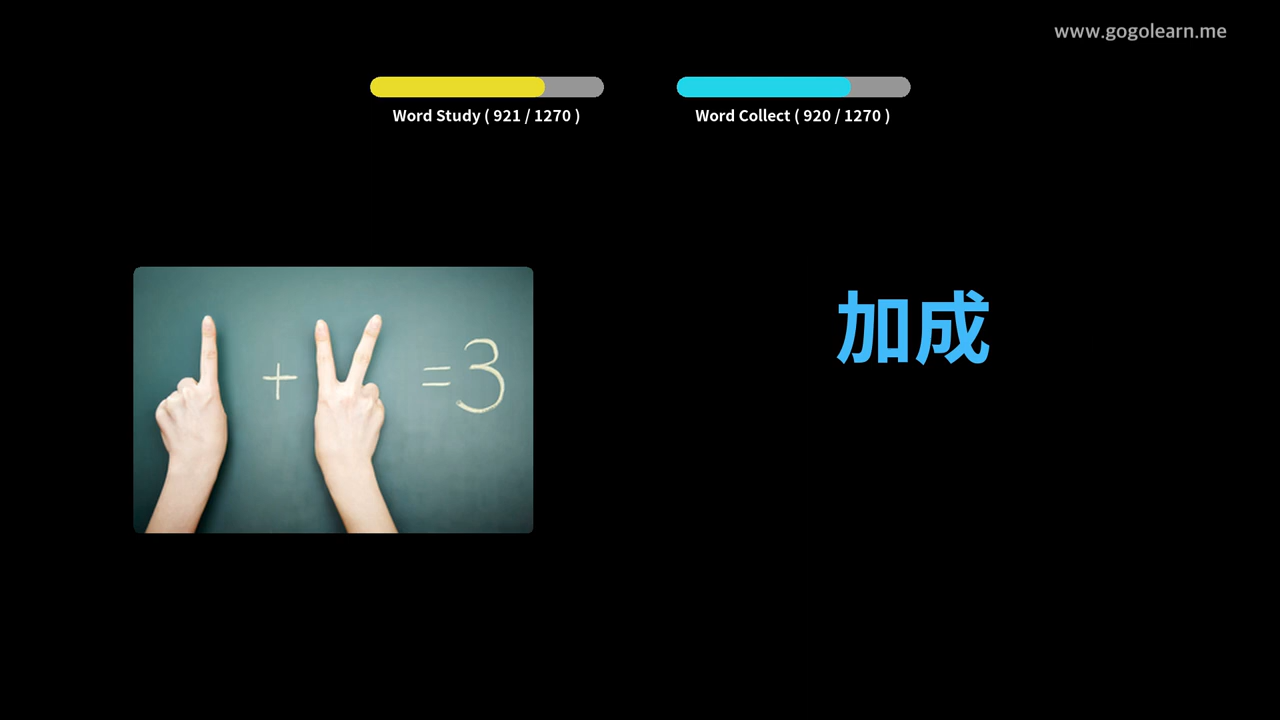 www.gogolearn.me
Word Study ( 921 / 1270 )
Word Collect ( 920 / 1270 )
+ = 3
加成